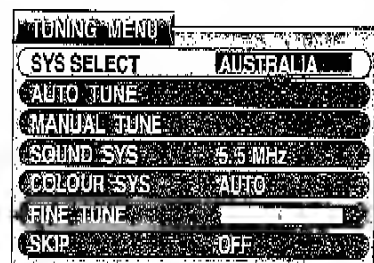 TUNING MENU
SYS SELECT AUSTRALIA
AUTO TUNE
MANUAL TUNE
SOUND SYS 5.5 MHz
COLOUR SYS AUTO
FINE TUNE
SKIP OFF